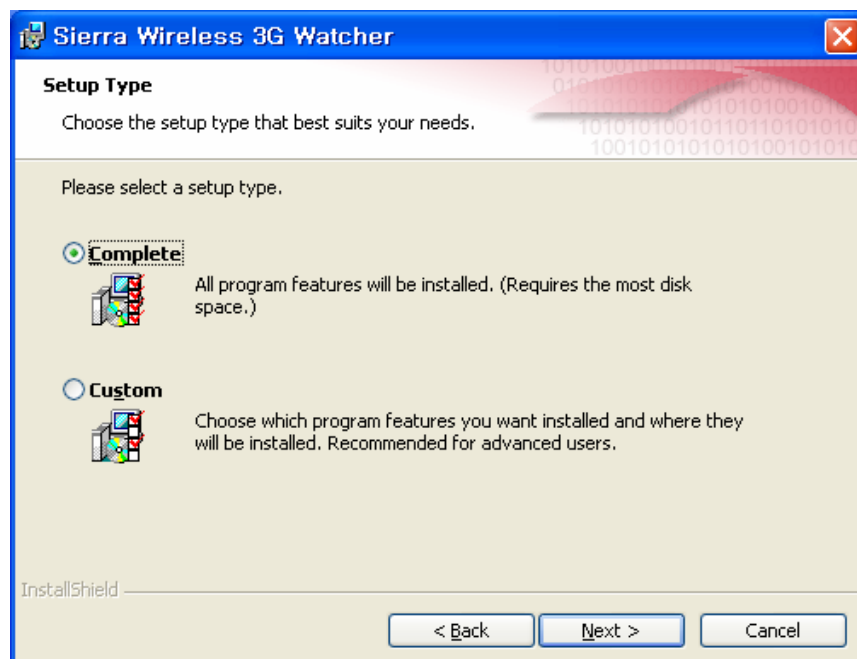 Sierra Wireless 3G Watcher
Setup Type
Choose the setup type that best suits your needs.
Please select a setup type.
Complete
All program features will be installed. (Requires the most disk
space.)
Custom
Choose which program features you want installed and where they
will be installed. Recommended for advanced users.
InstallShield
< Back
Next >
Cancel